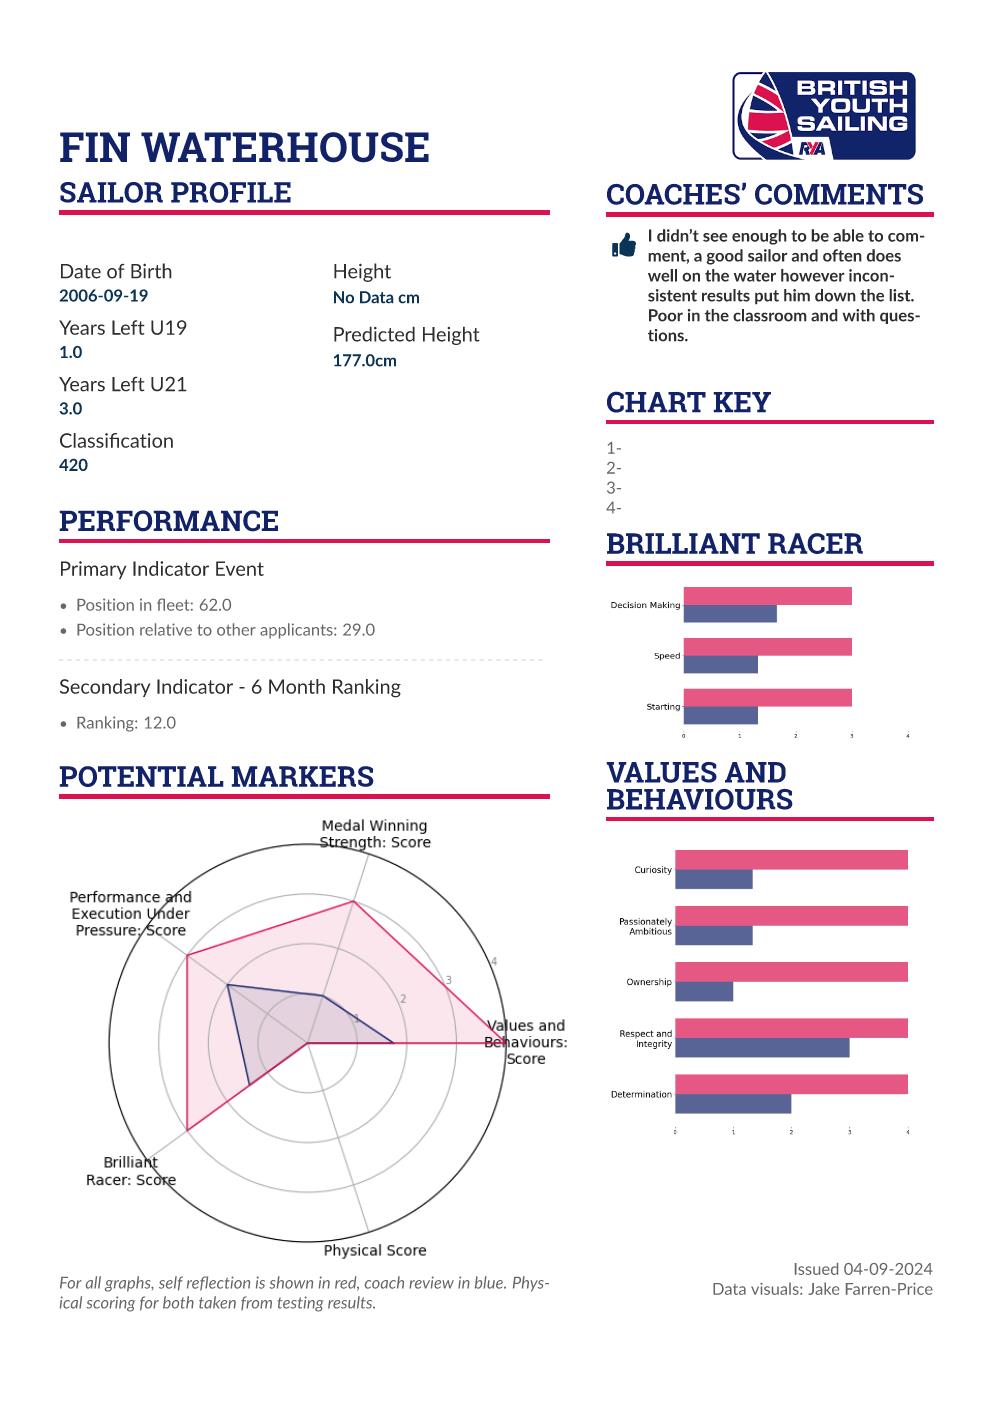 BRITISH
YOUTH
SAILING
RYA
FIN WATERHOUSE
SAILOR PROFILE
Date of Birth
2006-09-19
Years Left U19
1.0
Years Left U21
3.0
Classification
420
Height
No Data cm
Predicted Height
177.0cm
PERFORMANCE
Primary Indicator Event
• Position in fleet: 62.0
• Position relative to other applicants: 29.0
Secondary Indicator - 6 Month Ranking
• Ranking: 12.0
POTENTIAL MARKERS
Medal Winning
Strength: Score
Performance and
Execution Under
Pressure: Score
4
3
2
1
Values and
Behaviours:
Score
Brilliant
Racer: Score
Physical Score
For all graphs, self reflection is shown in red, coach review in blue. Phys-
ical scoring for both taken from testing results.
COACHES’ COMMENTS
I didn’t see enough to be able to com-
ment, a good sailor and often does
well on the water however incon-
sistent results put him down the list.
Poor in the classroom and with ques-
tions.
CHART KEY
1-
2-
3-
4-
BRILLIANT RACER
Decision Making
Speed
Starting
0 1 2 3 4
VALUES AND
BEHAVIOURS
Curiosity
Passionately
Ambitious
Ownership
Respect and
Integrity
Determination
0 1 2 3 4
Issued 04-09-2024
Data visuals: Jake Farren-Price